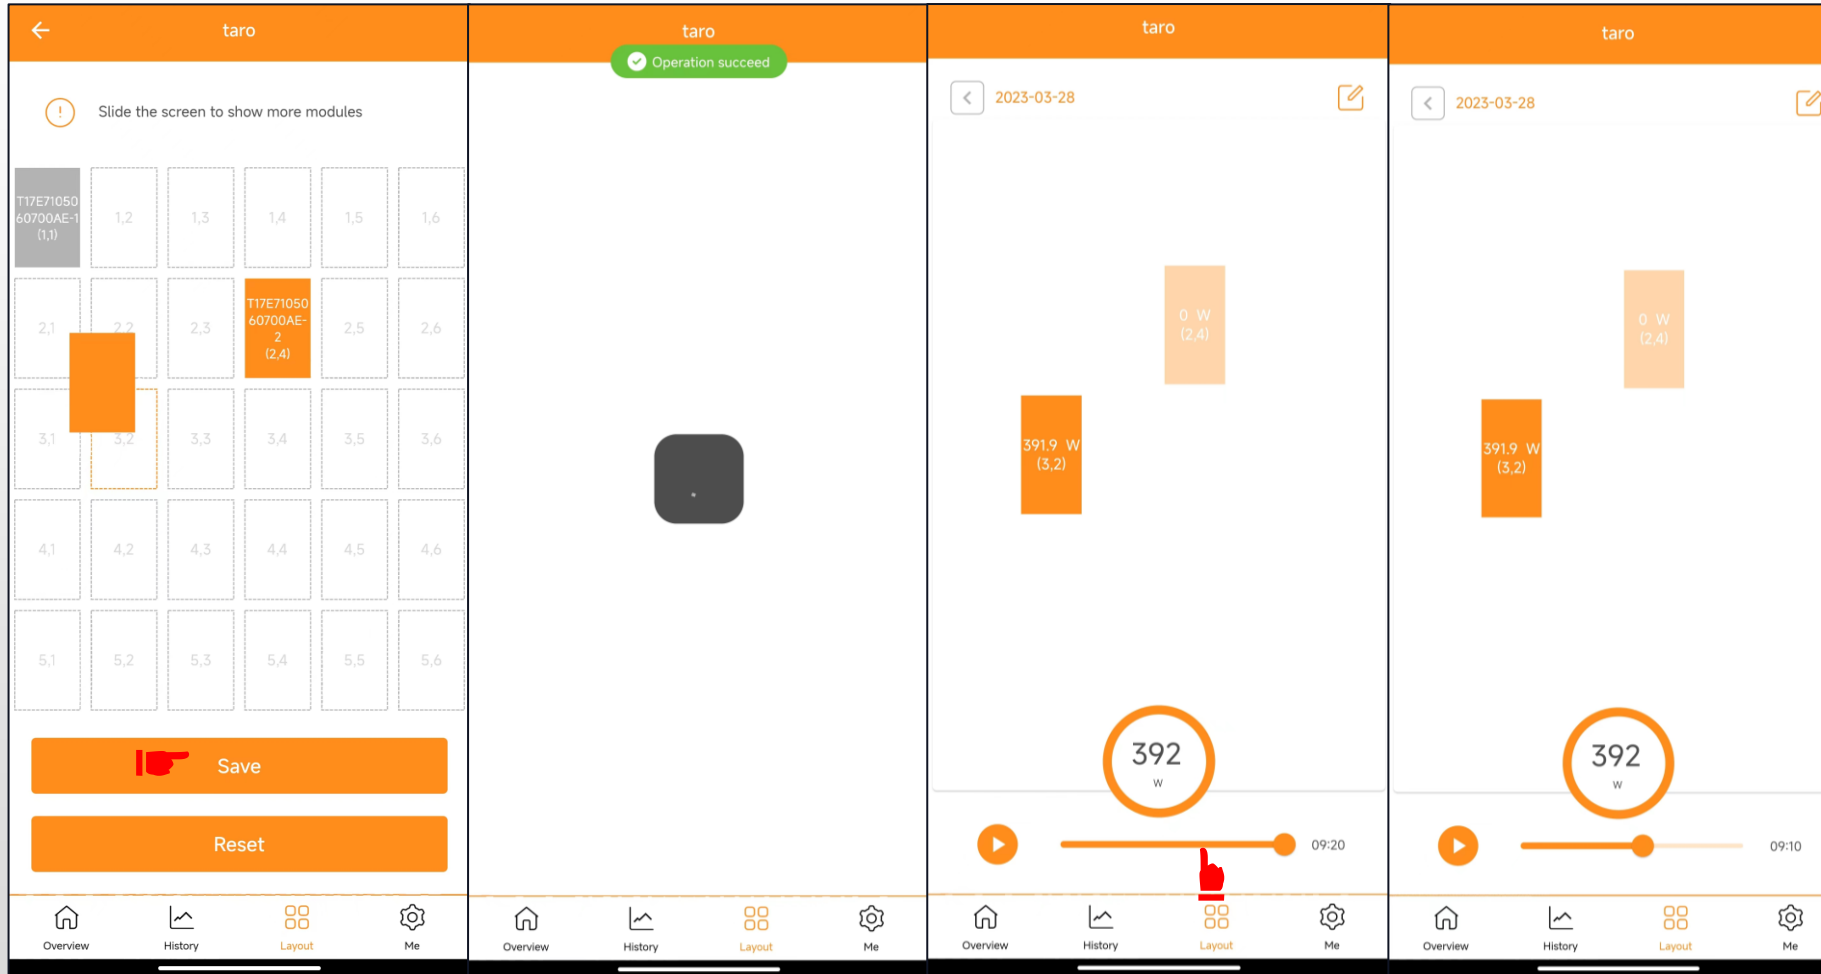 taro
Slide the screen to show more modules
T17E71050
60700AE-1
(1,1)
1,2
1,3
1,4
1,5
1,6
2,1
2,2
2,3
T17E71050
60700AE-
2
(2,4)
2,5
2,6
3,1
3,2
3,3
3,4
3,5
3,6
4,1
4,2
4,3
4,4
4,5
4,6
5,1
5,2
5,3
5,4
5,5
5,6
Save
Reset
Overview
History
Layout
Me
taro
Operation succeed
Overview
History
Layout
Me
taro
2023-03-28
0 W
(2,4)
391.9 W
(3,2)
392
W
09:20
Overview
History
Layout
Me
taro
2023-03-28
0 W
(2,4)
391.9 W
(3,2)
392
W
09:10
Overview
History
Layout
Me